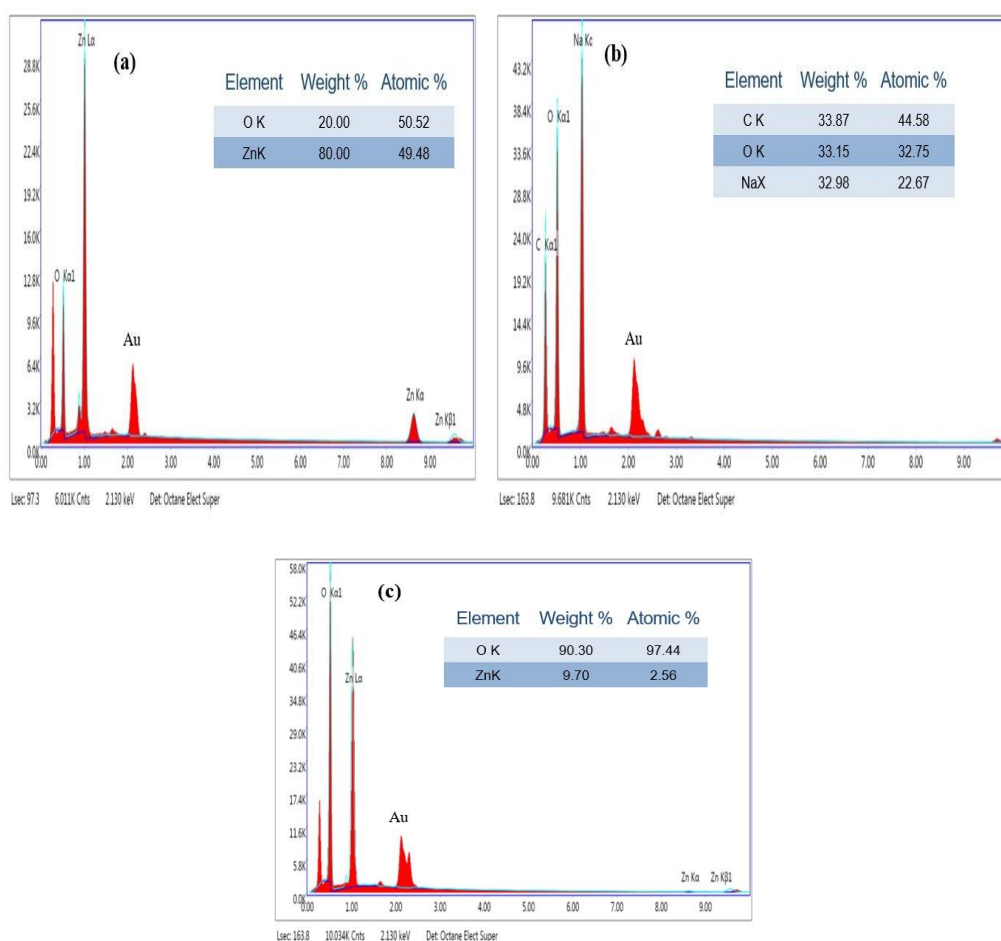 (a)
Zn Lα
O Kα1
Au
Zn Kα
Zn Kβ1
Element Weight % Atomic %
O K 20.00 50.52
ZnK 80.00 49.48
28.8K
25.6K
22.4K
19.2K
16.0K
12.8K
9.6K
6.4K
3.2K
0.0K
0.00 1.00 2.00 3.00 4.00 5.00 6.00 7.00 8.00 9.00
Lsec: 97.3 6.011K Cnts 2.130 keV Det: Octane Elect Super
(b)
Na Kα
O Kα1
C Kα1
Au
Element Weight % Atomic %
C K 33.87 44.58
O K 33.15 32.75
NaX 32.98 22.67
43.2K
38.4K
33.6K
28.8K
24.0K
19.2K
14.4K
9.6K
4.8K
0.0K
0.00 1.00 2.00 3.00 4.00 5.00 6.00 7.00 8.00 9.00
Lsec: 163.8 9.681K Cnts 2.130 keV Det: Octane Elect Super
(c)
O Kα1
Zn Lα
Au
Zn Kα
Zn Kβ1
Element Weight % Atomic %
O K 90.30 97.44
ZnK 9.70 2.56
58.0K
52.2K
46.4K
40.6K
34.8K
29.0K
23.2K
17.4K
11.6K
5.8K
0.0K
0.00 1.00 2.00 3.00 4.00 5.00 6.00 7.00 8.00 9.00
Lsec: 163.8 10.034K Cnts 2.130 keV Det: Octane Elect Super